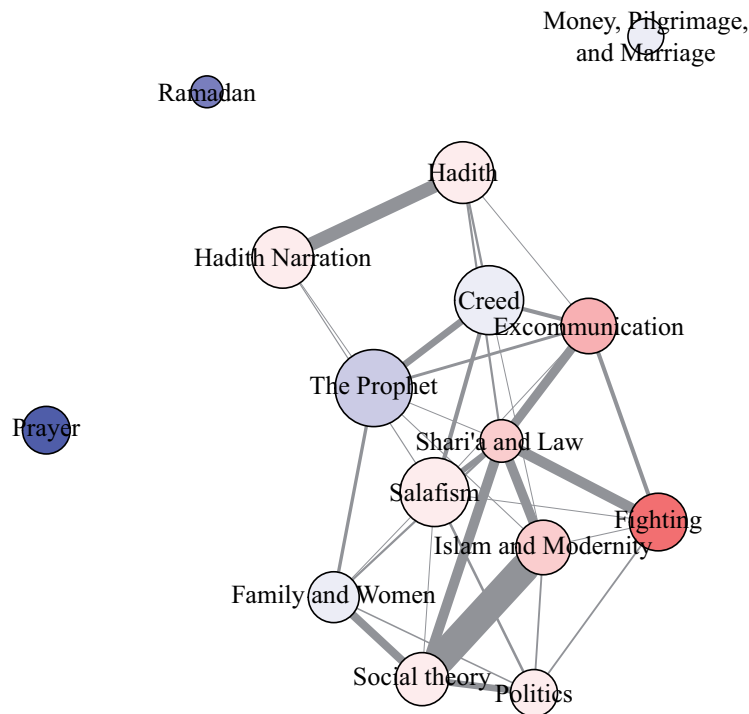 Money, Pilgrimage,
and Marriage
Ramadan
Hadith
Hadith Narration
Creed
Excommunication
The Prophet
Prayer
Shari'a and Law
Salafism
Fighting
Islam and Modernity
Family and Women
Social theory
Politics